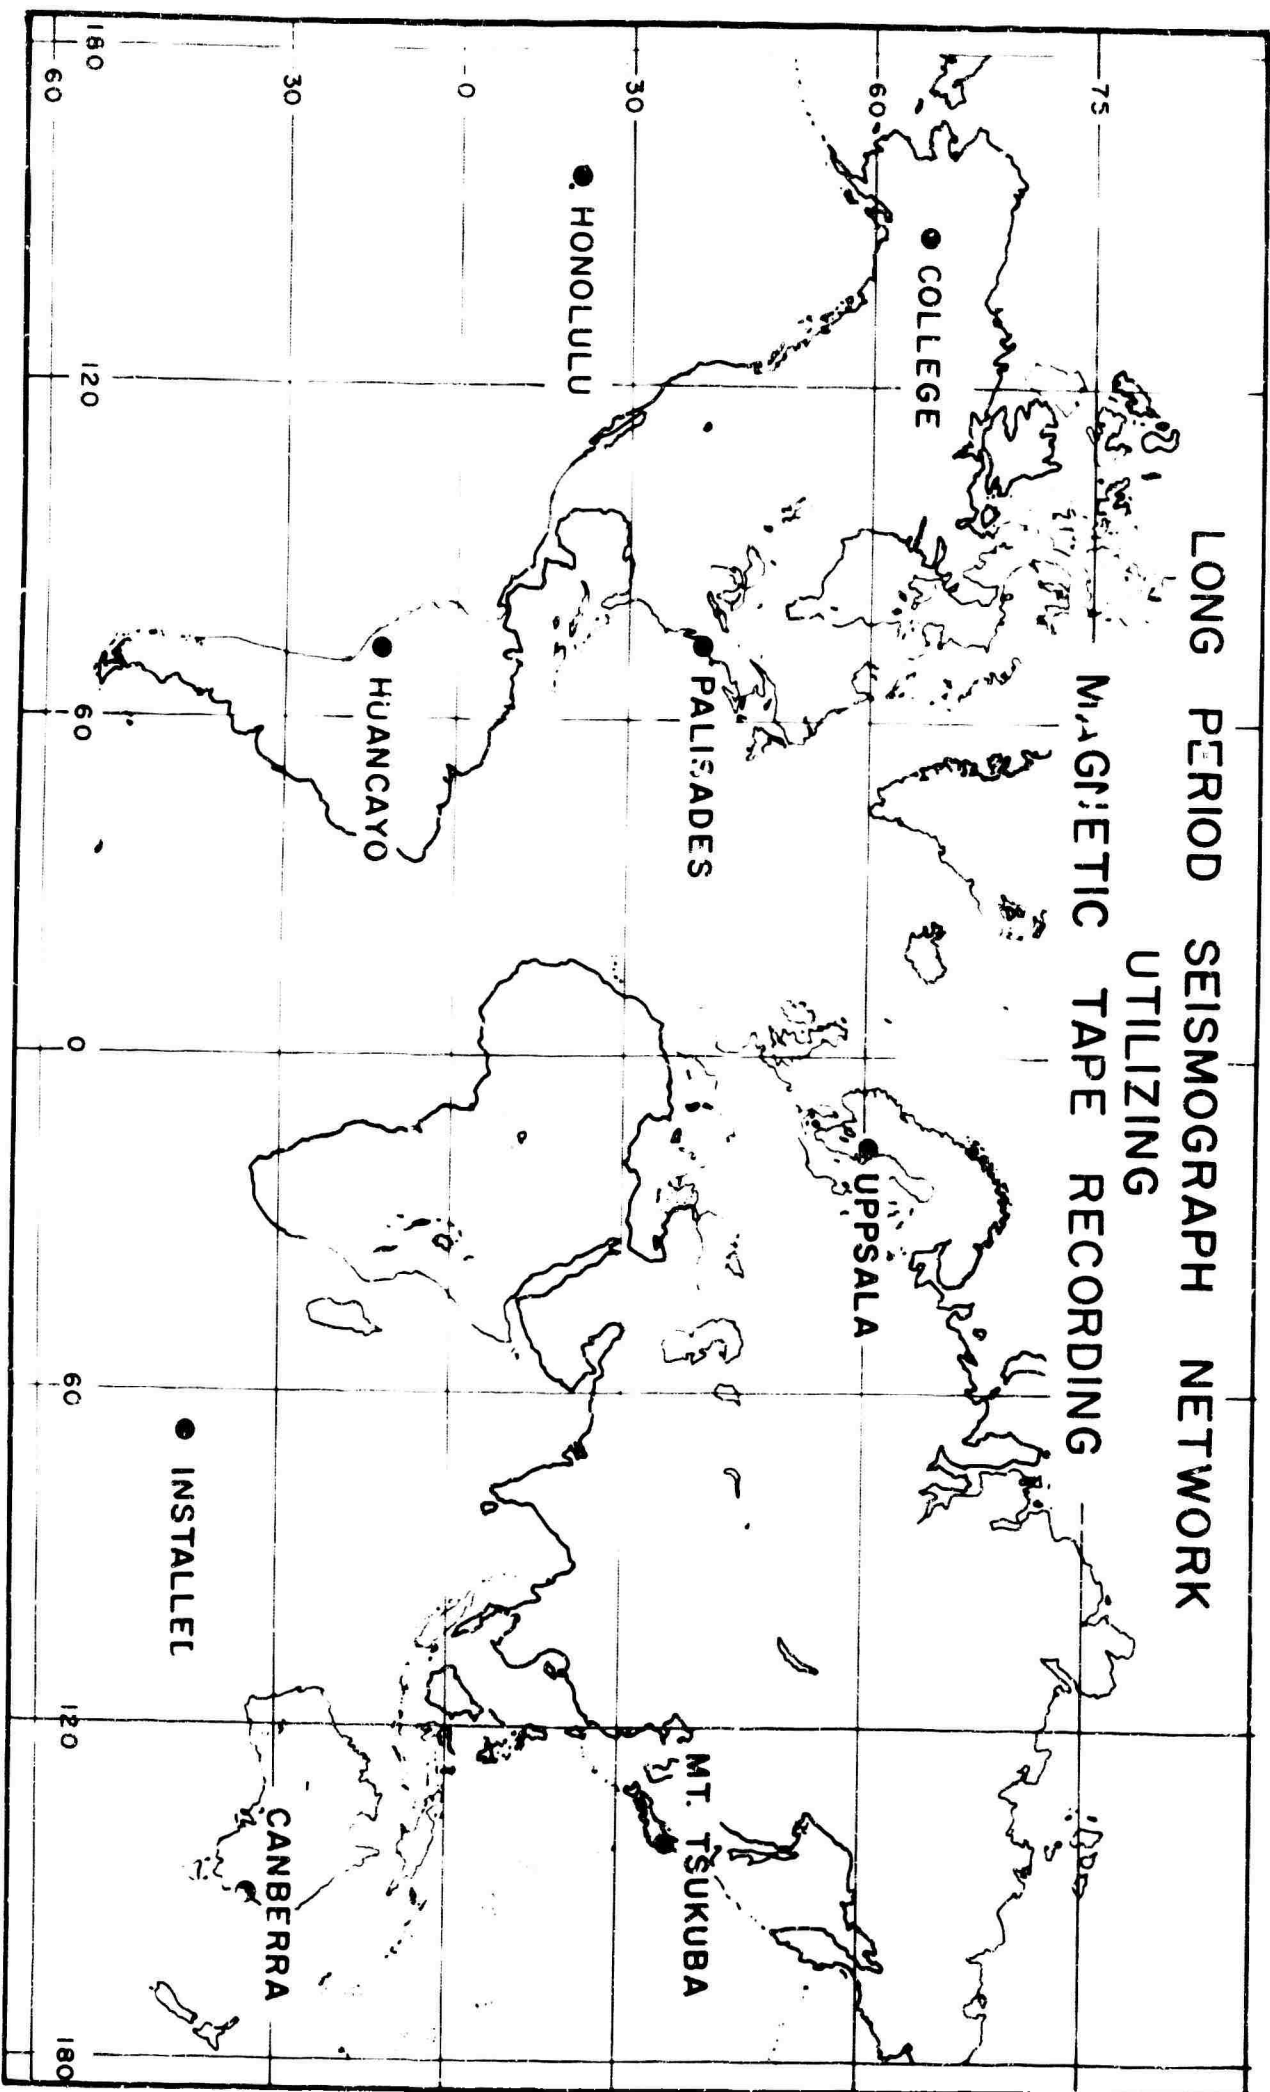 LONG PERIOD SEISMOGRAPH NETWORK
UTILIZING
MAGNETIC TAPE RECORDING
75
60
30
0
30
60
160
120
60
0
60
120
180
COLLEGE
HONOLULU
PALISADES
HUANCAYO
UPPSALA
MT. TSUKUBA
CANBERRA
INSTALLED